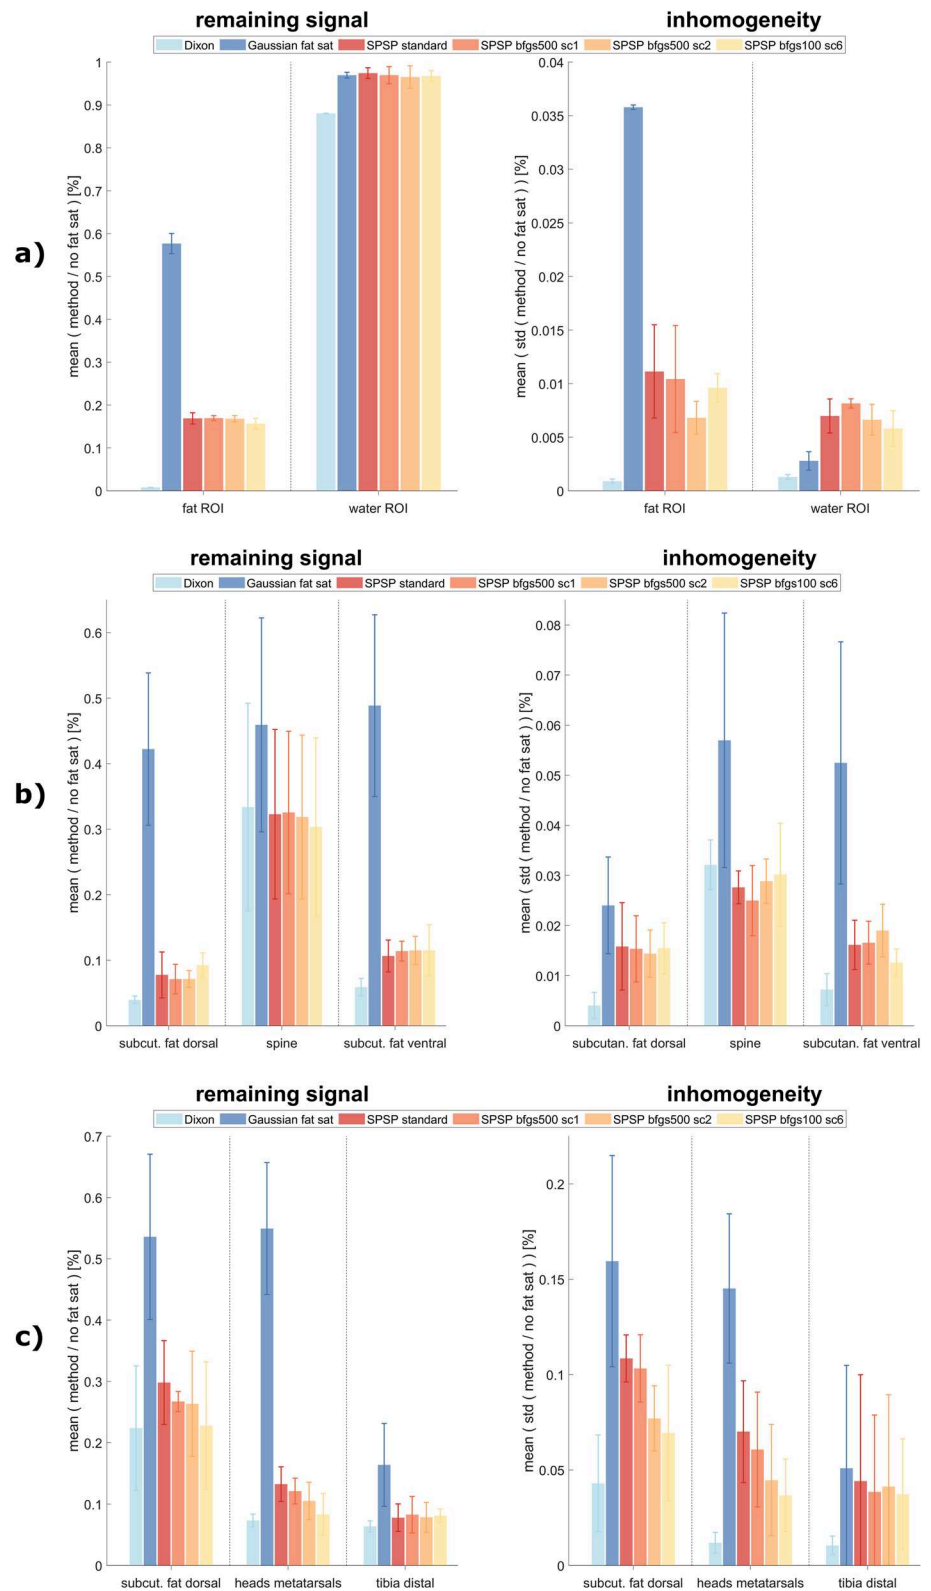 remaining signal
inhomogeneity
Dixon Gaussian fat sat SPSP standard SPSP bfgs500 sc1 SPSP bfgs500 sc2 SPSP bfgs100 sc6
a)
mean ( method / no fat sat ) [%]
1
0.9
0.8
0.7
0.6
0.5
0.4
0.3
0.2
0.1
0
fat ROI
water ROI
mean ( std ( method / no fat sat ) ) [%]
0.04
0.035
0.03
0.025
0.02
0.015
0.01
0.005
0
fat ROI
water ROI
remaining signal
inhomogeneity
Dixon Gaussian fat sat SPSP standard SPSP bfgs500 sc1 SPSP bfgs500 sc2 SPSP bfgs100 sc6
b)
mean ( method / no fat sat ) [%]
0.6
0.5
0.4
0.3
0.2
0.1
0
subcut. fat dorsal
spine
subcut. fat ventral
mean ( std ( method / no fat sat ) ) [%]
0.08
0.07
0.06
0.05
0.04
0.03
0.02
0.01
0
subcutan. fat dorsal
spine
subcutan. fat ventral
remaining signal
inhomogeneity
Dixon Gaussian fat sat SPSP standard SPSP bfgs500 sc1 SPSP bfgs500 sc2 SPSP bfgs100 sc6
c)
mean ( method / no fat sat ) [%]
0.7
0.6
0.5
0.4
0.3
0.2
0.1
0
subcut. fat dorsal
heads metatarsals
tibia distal
mean ( std ( method / no fat sat ) ) [%]
0.2
0.15
0.1
0.05
0
subcut. fat dorsal
heads metatarsals
tibia distal